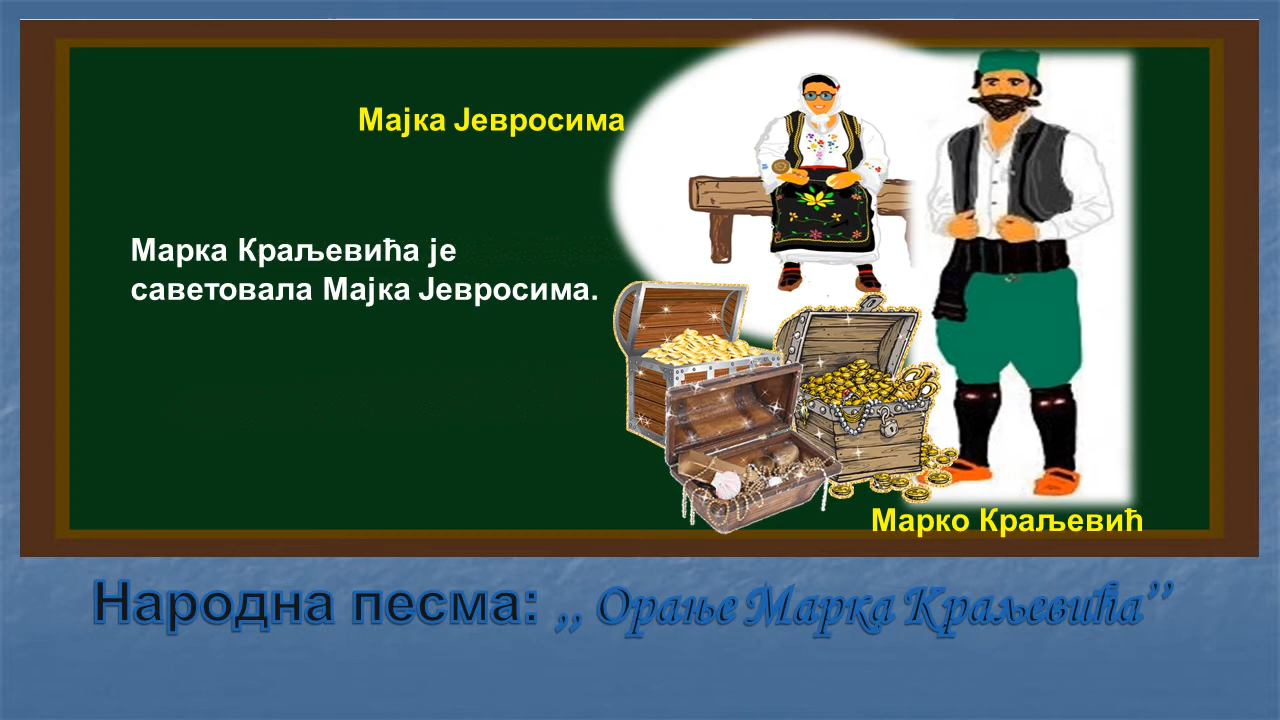 Мајка Јевросима
Марка Краљевића је
саветовала Мајка Јевросима.
Марко Краљевић
Народна песма: ,, Орање Марка Краљевића’’